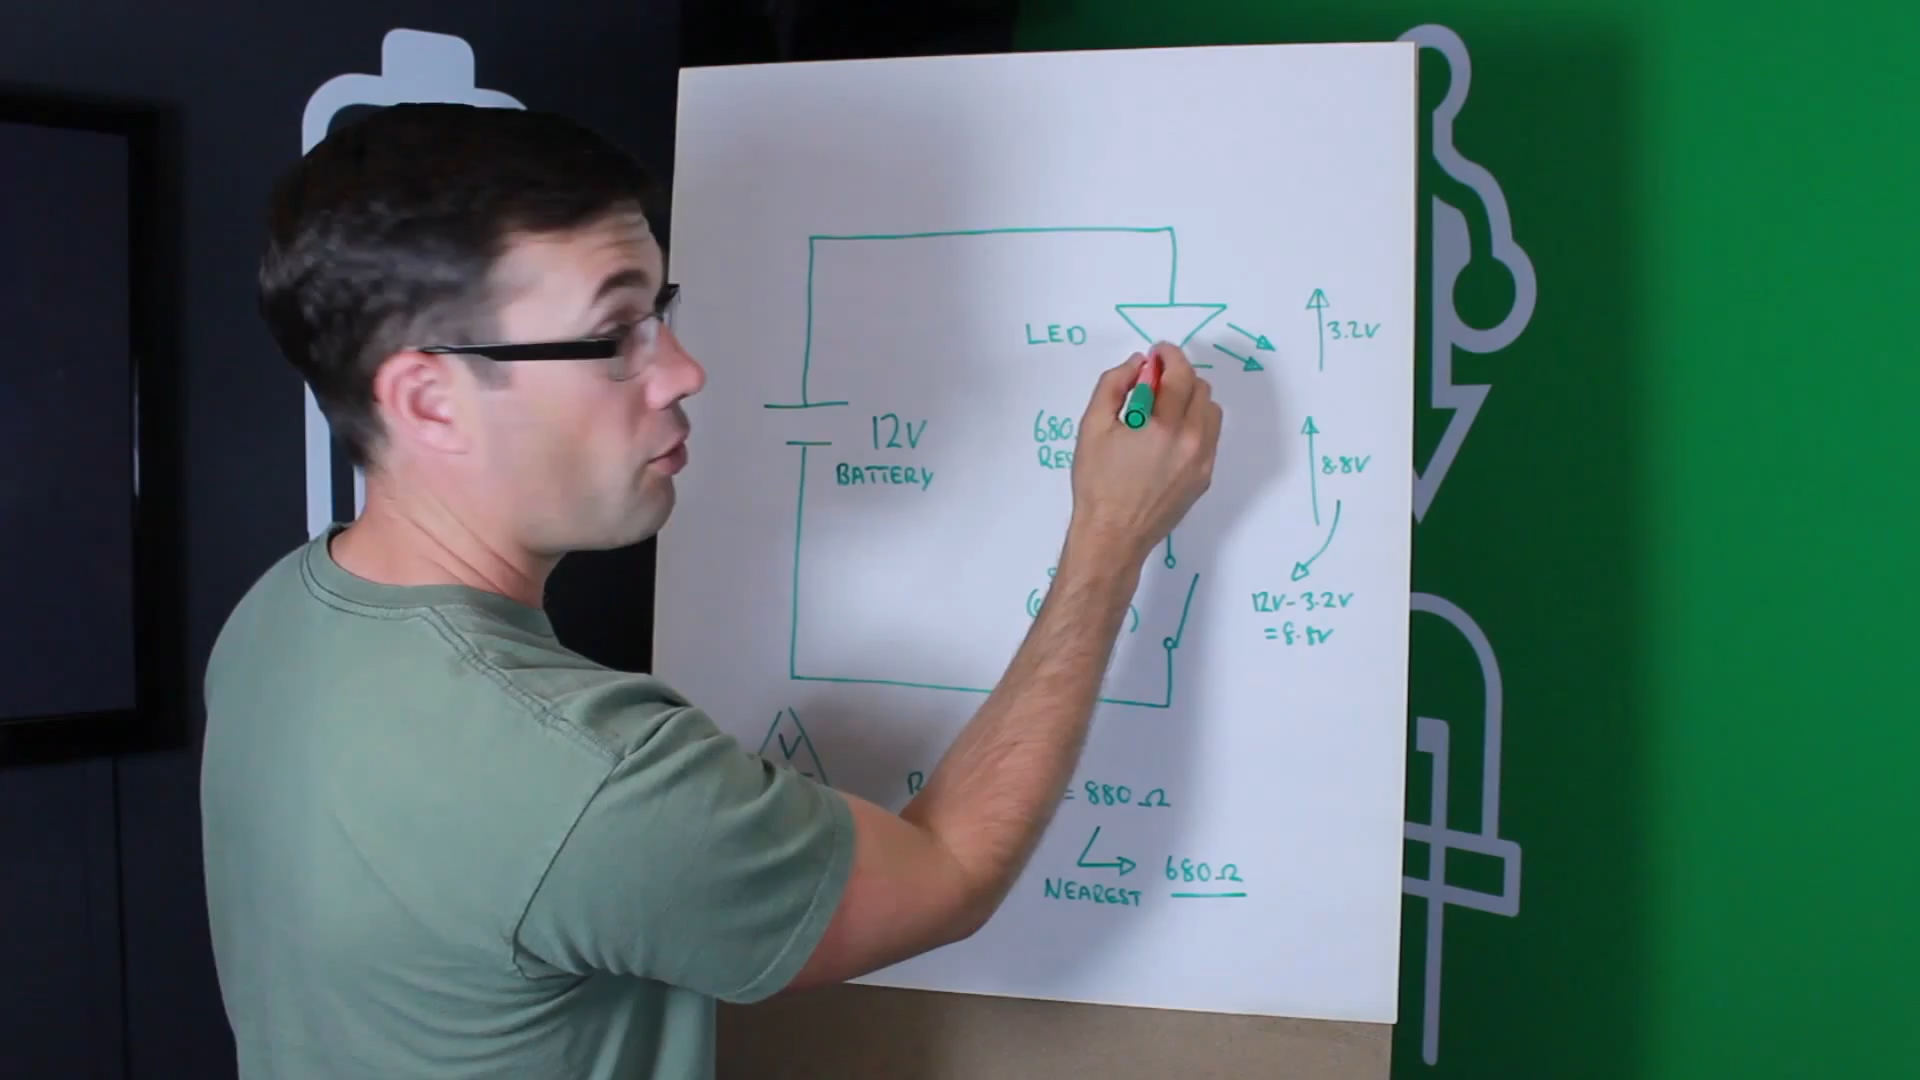 LED
3.2V
12V
BATTERY
680
8.8V
12V - 3.2V
= 8.8V
V
= 880 Ω
NEAREST 680 Ω